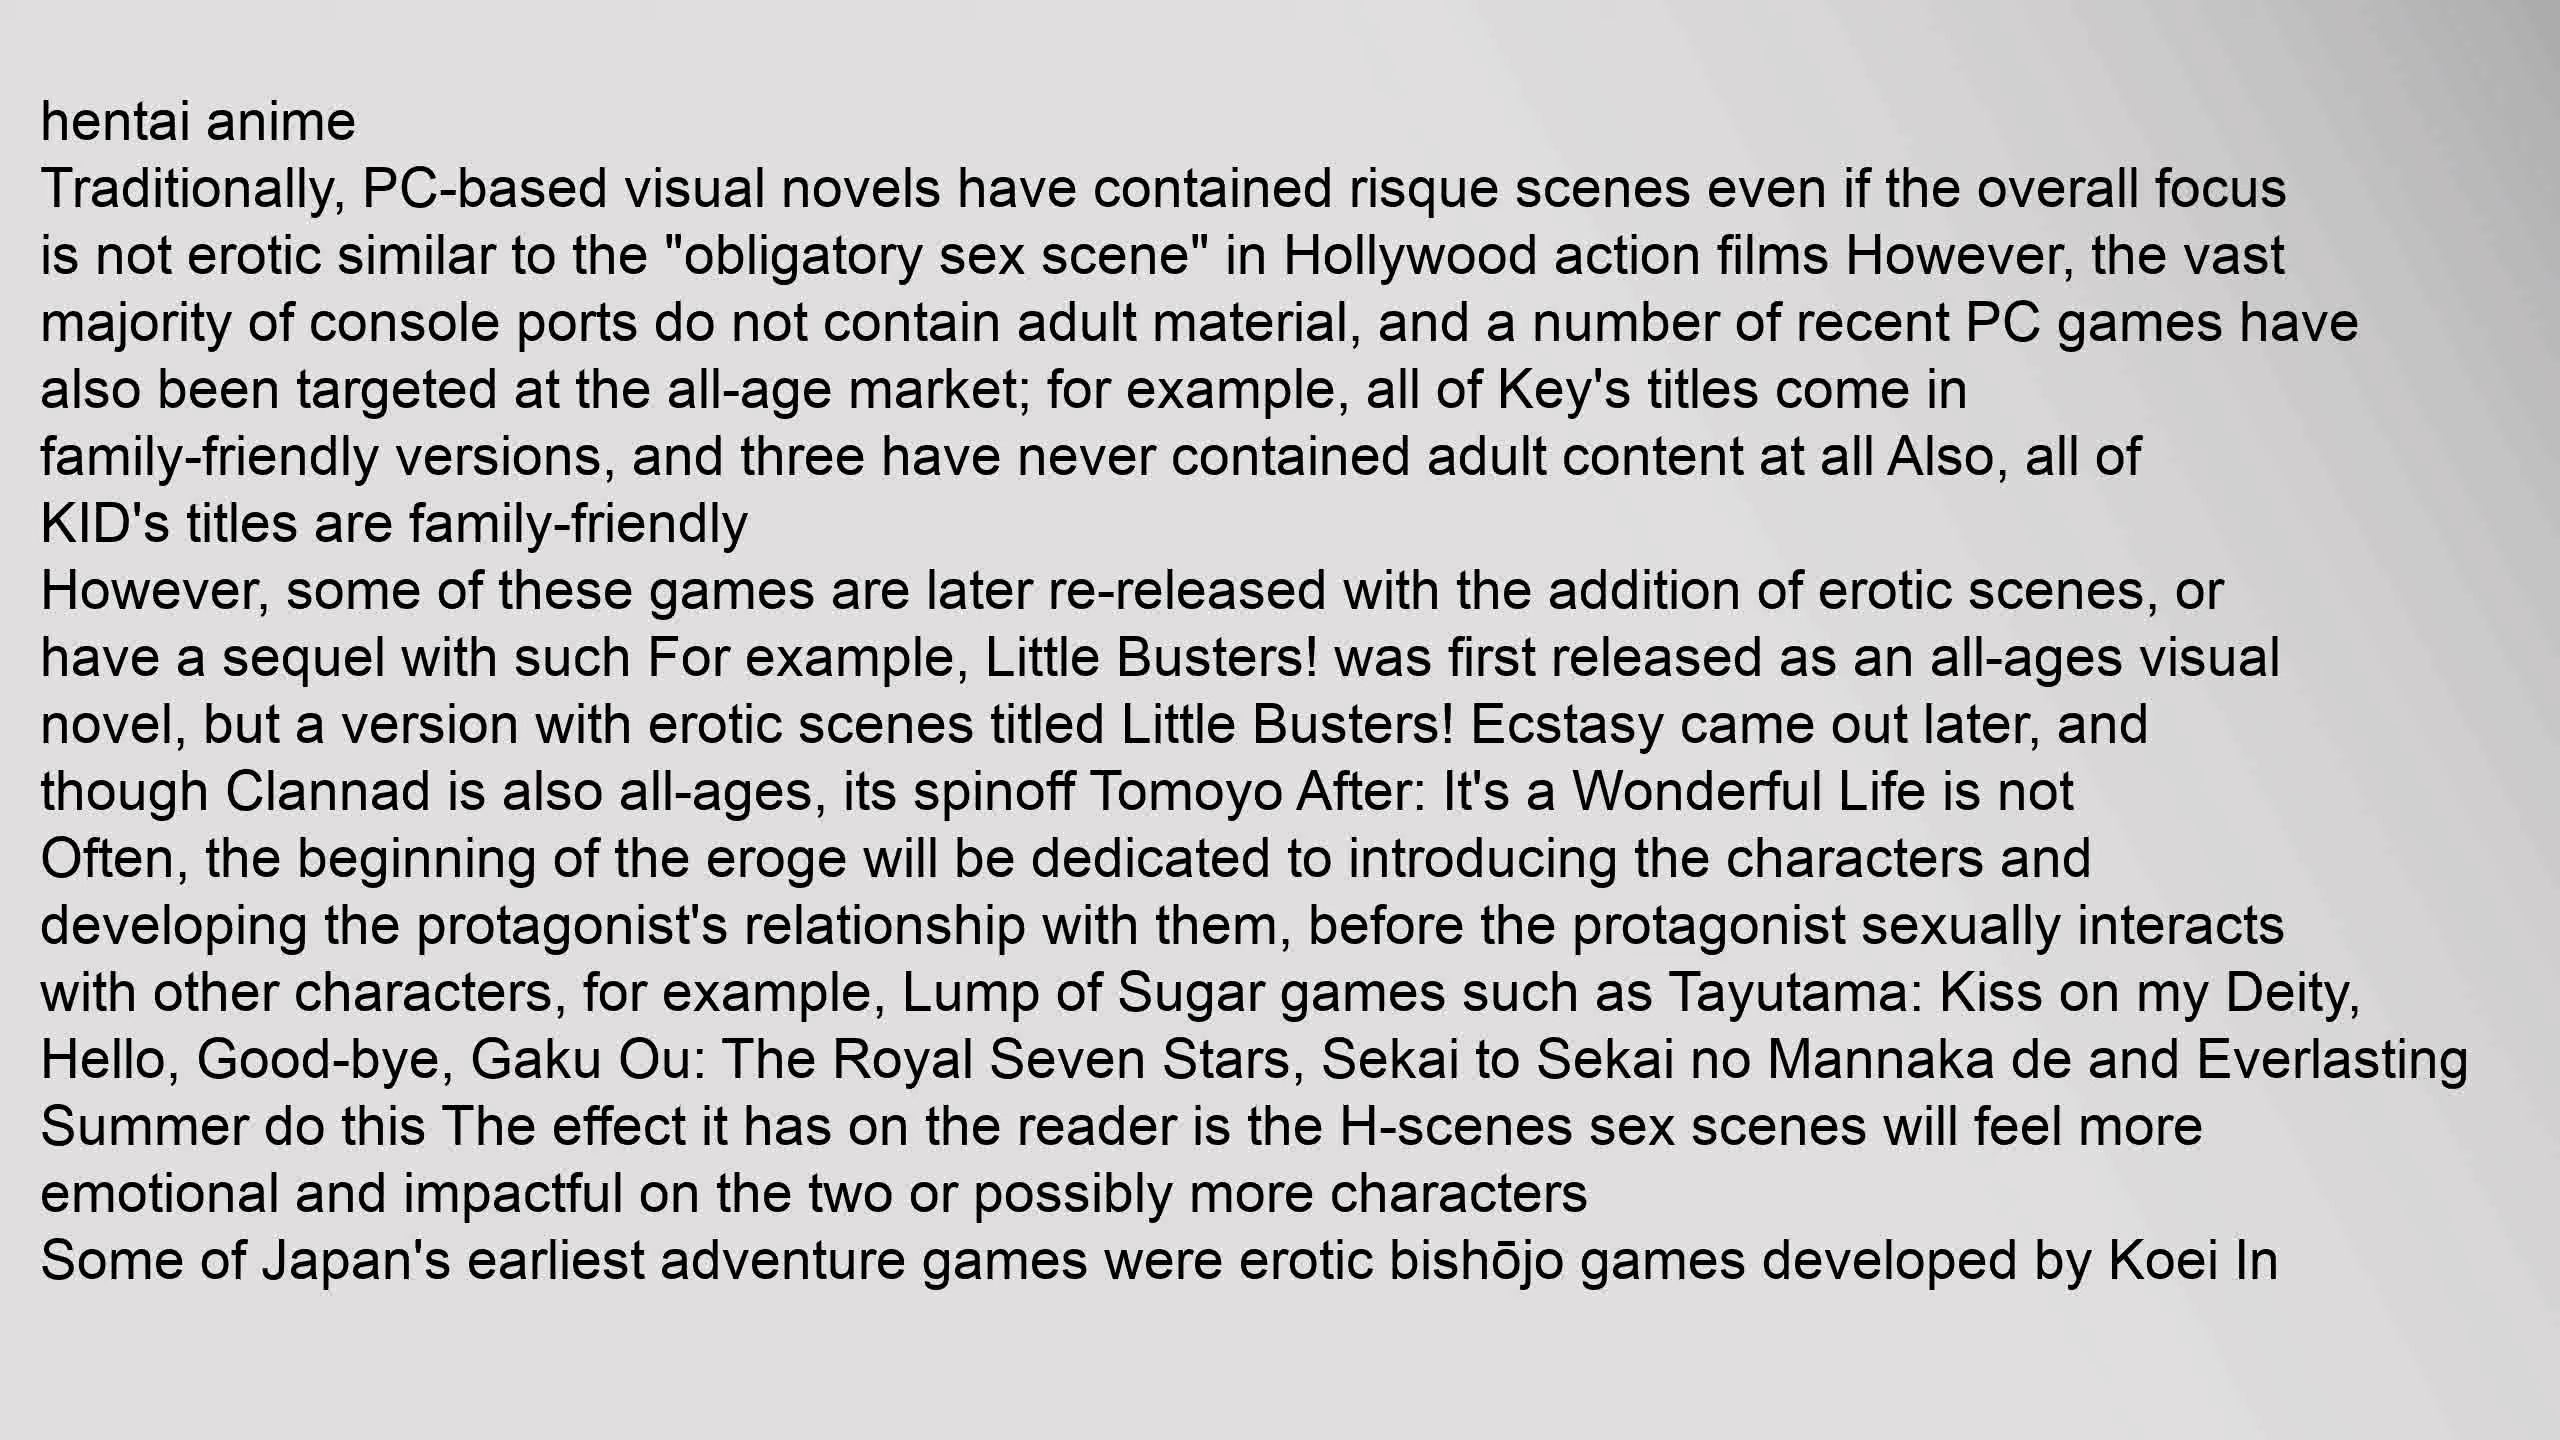 hentai anime
Traditionally, PC-based visual novels have contained risque scenes even if the overall focus
is not erotic similar to the "obligatory sex scene" in Hollywood action films However, the vast
majority of console ports do not contain adult material, and a number of recent PC games have
also been targeted at the all-age market; for example, all of Key's titles come in
family-friendly versions, and three have never contained adult content at all Also, all of
KID's titles are family-friendly
However, some of these games are later re-released with the addition of erotic scenes, or
have a sequel with such For example, Little Busters! was first released as an all-ages visual
novel, but a version with erotic scenes titled Little Busters! Ecstasy came out later, and
though Clannad is also all-ages, its spinoff Tomoyo After: It's a Wonderful Life is not
Often, the beginning of the eroge will be dedicated to introducing the characters and
developing the protagonist's relationship with them, before the protagonist sexually interacts
with other characters, for example, Lump of Sugar games such as Tayutama: Kiss on my Deity,
Hello, Good-bye, Gaku Ou: The Royal Seven Stars, Sekai to Sekai no Mannaka de and Everlasting
Summer do this The effect it has on the reader is the H-scenes sex scenes will feel more
emotional and impactful on the two or possibly more characters
Some of Japan's earliest adventure games were erotic bishōjo games developed by Koei In